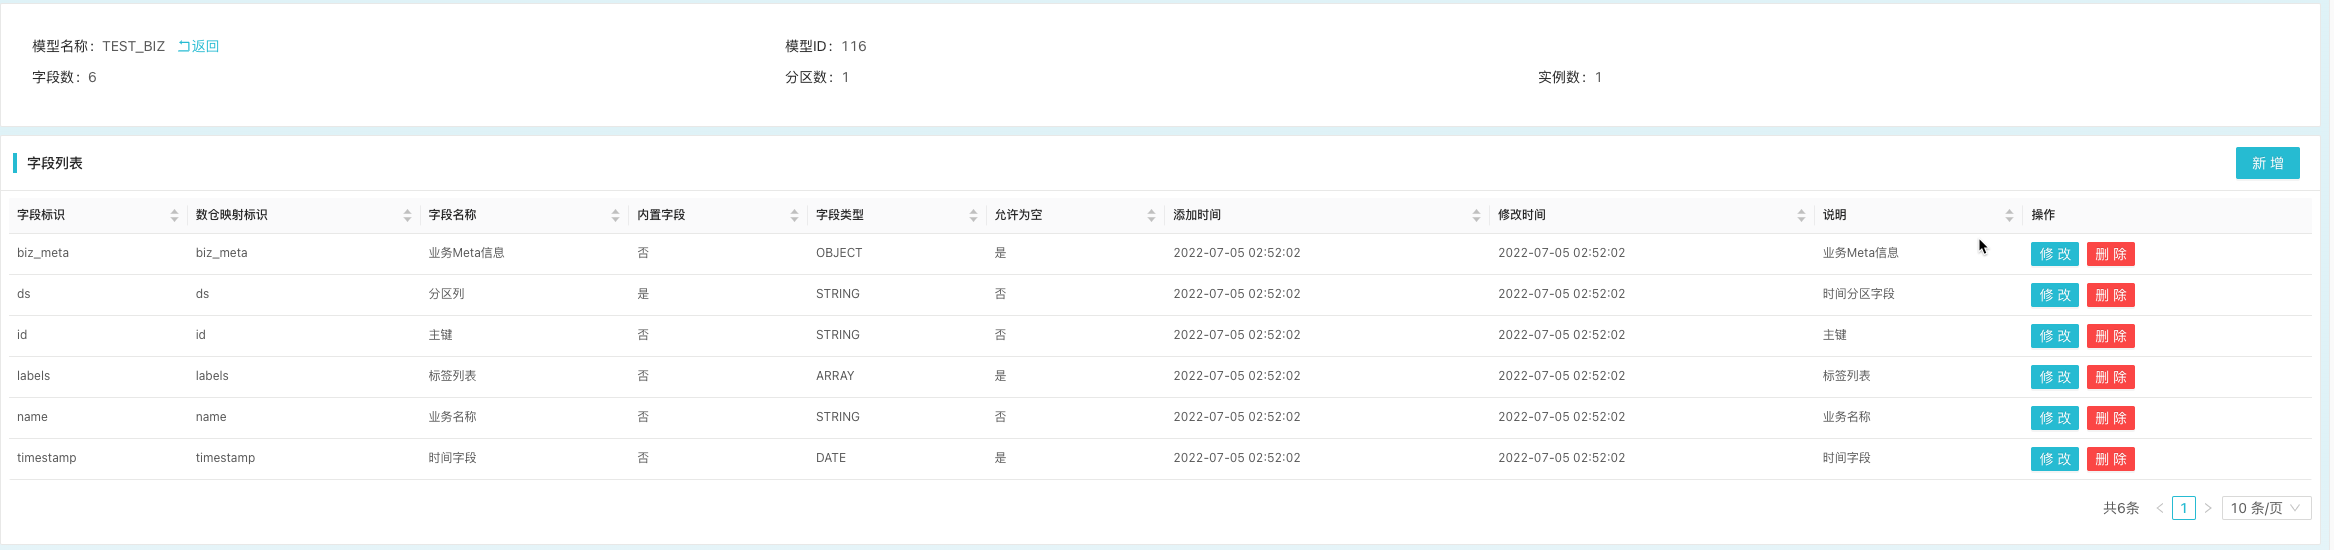 模型名称：TEST_BIZ 返回 模型ID：116
字段数：6 分区数：1 实例数：1
字段列表 新 增
字段标识 数仓映射标识 字段名称 内置字段 字段类型 允许为空 添加时间 修改时间 说明 操作
biz_meta biz_meta 业务Meta信息 否 OBJECT 是 2022-07-05 02:52:02 2022-07-05 02:52:02 业务Meta信息 修 改 删 除
ds ds 分区列 是 STRING 否 2022-07-05 02:52:02 2022-07-05 02:52:02 时间分区字段 修 改 删 除
id id 主键 否 STRING 否 2022-07-05 02:52:02 2022-07-05 02:52:02 主键 修 改 删 除
labels labels 标签列表 否 ARRAY 是 2022-07-05 02:52:02 2022-07-05 02:52:02 标签列表 修 改 删 除
name name 业务名称 否 STRING 否 2022-07-05 02:52:02 2022-07-05 02:52:02 业务名称 修 改 删 除
timestamp timestamp 时间字段 否 DATE 是 2022-07-05 02:52:02 2022-07-05 02:52:02 时间字段 修 改 删 除
共6条 < 1 > 10 条/页